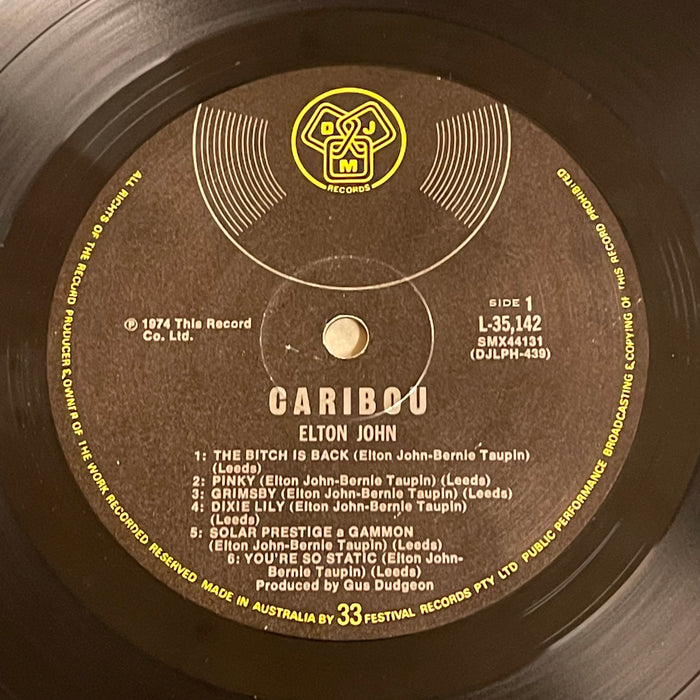 DJM
RECORDS
ALL RIGHTS OF THE RECORD PRODUCER & OWNER OF THE WORK RECORDED RESERVED
SIDE 1
L-35,142
SMX44131
(DJLPH-439)
℗ 1974 This Record
Co. Ltd.
CARIBOU
ELTON JOHN
1: THE BITCH IS BACK (Elton John-Bernie Taupin)
(Leeds)
2: PINKY (Elton John-Bernie Taupin) (Leeds)
3: GRIMSBY (Elton John-Bernie Taupin) (Leeds)
4: DIXIE LILY (Elton John-Bernie Taupin)
(Leeds)
5: SOLAR PRESTIGE a GAMMON
(Elton John-Bernie Taupin) (Leeds)
6: YOU'RE SO STATIC (Elton John-
Bernie Taupin) (Leeds)
Produced by Gus Dudgeon
MADE IN AUSTRALIA BY 33 FESTIVAL RECORDS PTY LTD
PUBLIC PERFORMANCE BROADCASTING & COPYING OF THIS RECORD PROHIBITED